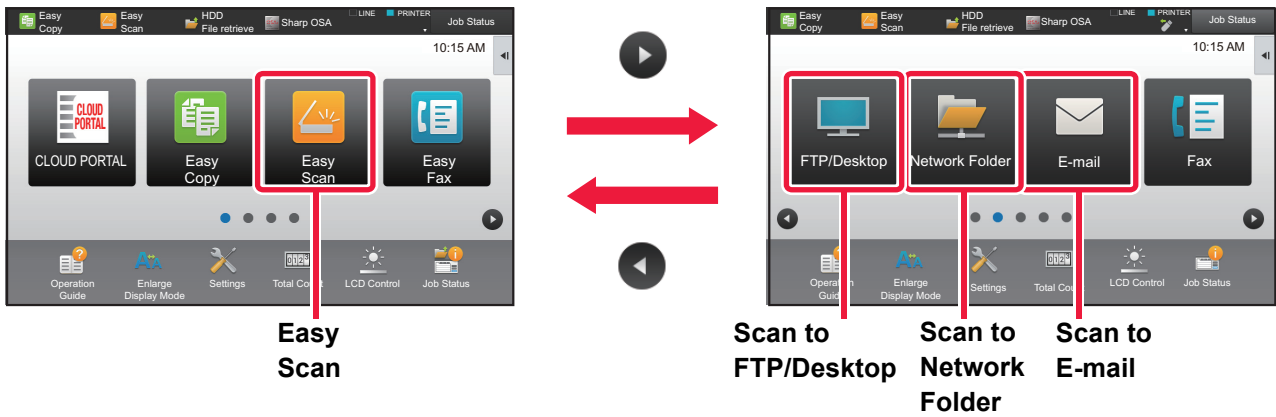 Easy
Copy
Easy
Scan
HDD
File retrieve
Sharp OSA
LINE
PRINTER
Job Status
10:15 AM
CLOUD
PORTAL
CLOUD PORTAL
Easy
Copy
Easy
Scan
Easy
Fax
Operation
Guide
Enlarge
Display Mode
Settings
LCD Control
Job Status
Easy
Scan
Easy
Copy
Easy
Scan
HDD
File retrieve
Sharp OSA
LINE
PRINTER
Job Status
10:15 AM
FTP/Desktop
Network Folder
E-mail
Fax
Enlarge
Display Mode
Settings
LCD Control
Job Status
Scan to
FTP/Desktop
Scan to
Network
Folder
Scan to
E-mail